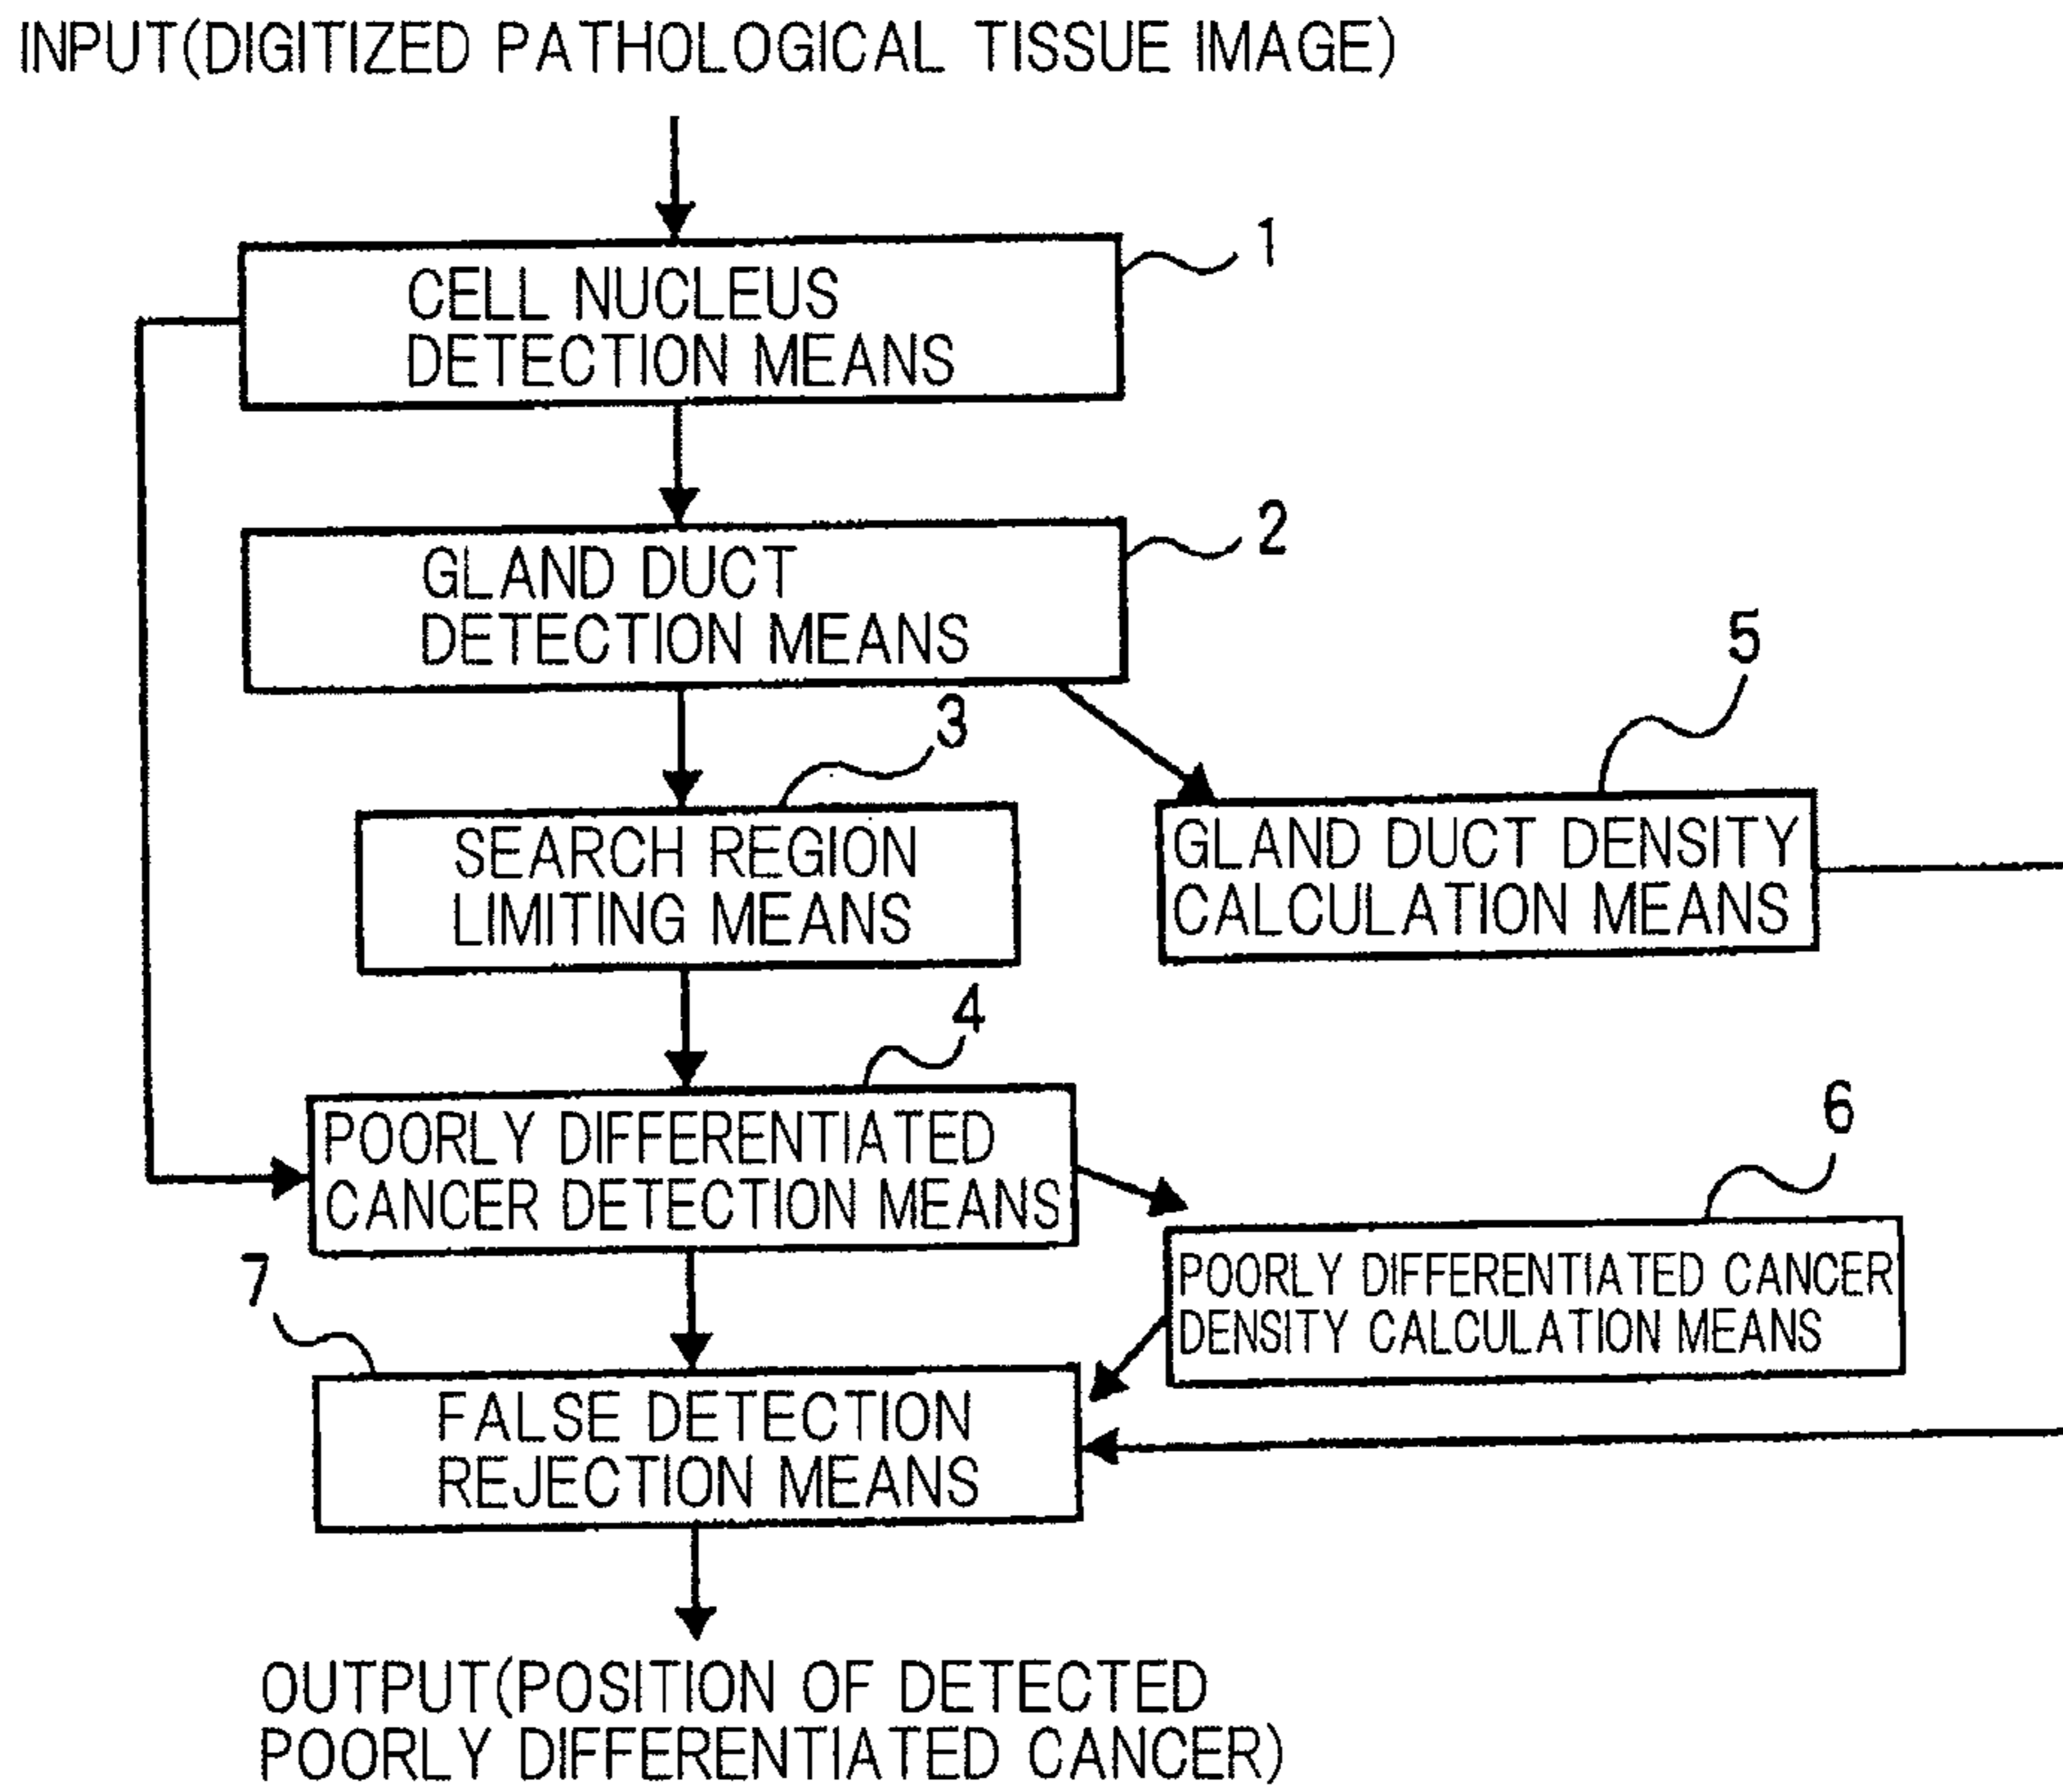 INPUT(DIGITIZED PATHOLOGICAL TISSUE IMAGE)
1
CELL NUCLEUS
DETECTION MEANS
2
GLAND DUCT
DETECTION MEANS
3
SEARCH REGION
LIMITING MEANS
5
GLAND DUCT DENSITY
CALCULATION MEANS
4
POORLY DIFFERENTIATED
CANCER DETECTION MEANS
6
POORLY DIFFERENTIATED CANCER
DENSITY CALCULATION MEANS
7
FALSE DETECTION
REJECTION MEANS
OUTPUT(POSITION OF DETECTED
POORLY DIFFERENTIATED CANCER)